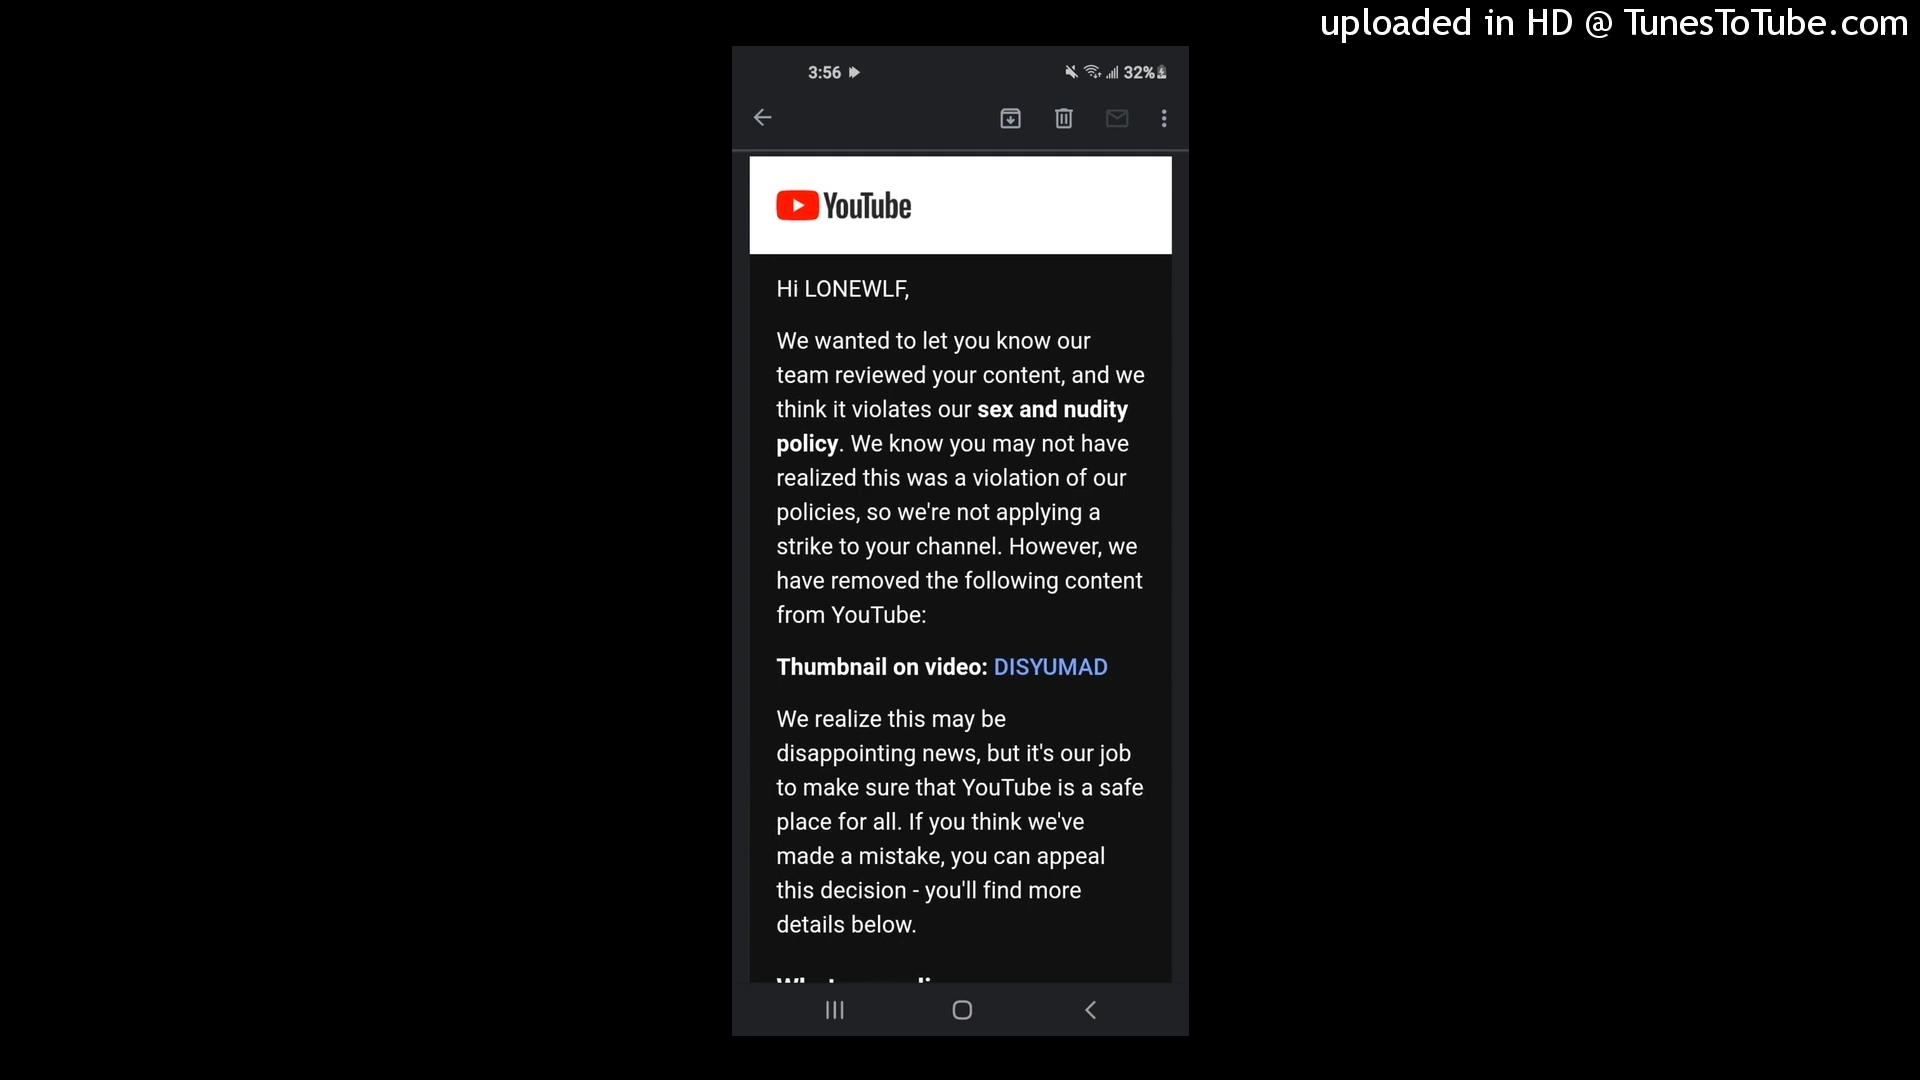 uploaded in HD @ TunesToTube.com
3:56 32%
YouTube
Hi LONEWLF,
We wanted to let you know our
team reviewed your content, and we
think it violates our sex and nudity
policy. We know you may not have
realized this was a violation of our
policies, so we're not applying a
strike to your channel. However, we
have removed the following content
from YouTube:
Thumbnail on video: DISYUMAD
We realize this may be
disappointing news, but it's our job
to make sure that YouTube is a safe
place for all. If you think we've
made a mistake, you can appeal
this decision - you'll find more
details below.